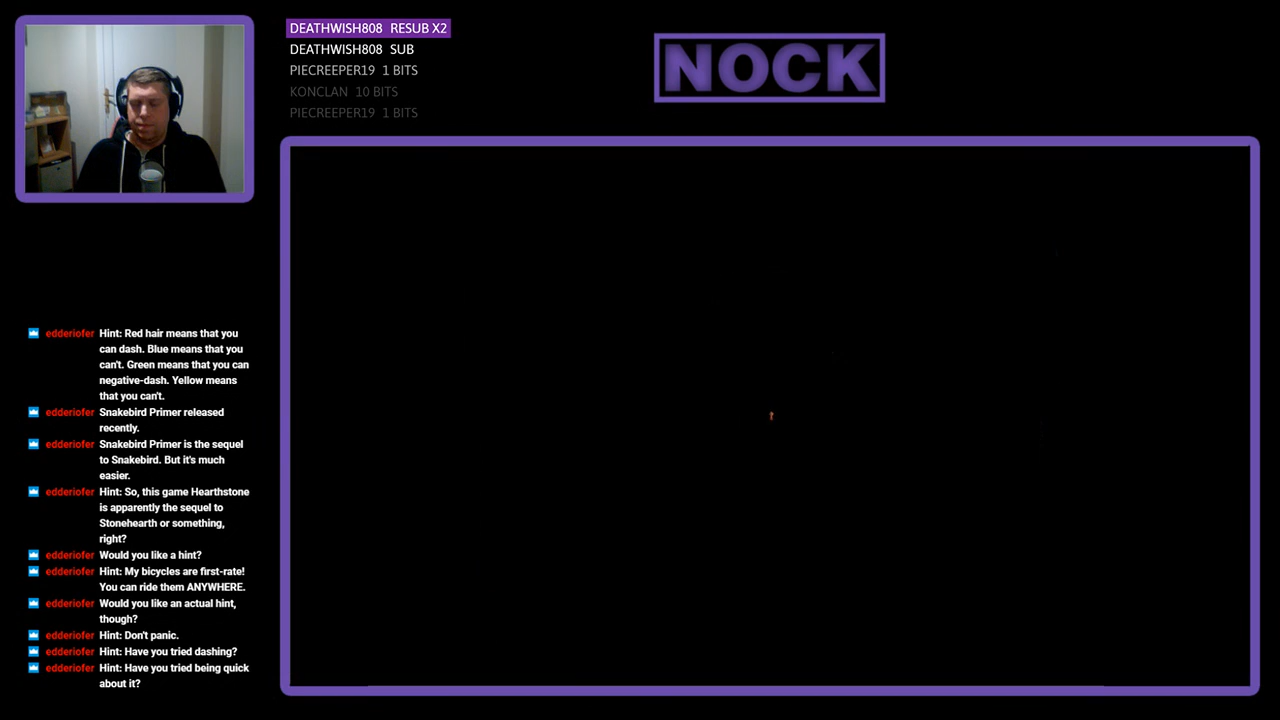 DEATHWISH808 RESUB X2
DEATHWISH808 SUB
PIECREEPER19 1 BITS
KONCLAN 10 BITS
PIECREEPER19 1 BITS
NOCK
edderiofer Hint: Red hair means that you
can dash. Blue means that you
can't. Green means that you can
negative-dash. Yellow means
that you can't.
edderiofer Snakebird Primer released
recently.
edderiofer Snakebird Primer is the sequel
to Snakebird. But it's much
easier.
edderiofer Hint: So, this game Hearthstone
is apparently the sequel to
Stonehearth or something,
right?
edderiofer Would you like a hint?
edderiofer Hint: My bicycles are first-rate!
You can ride them ANYWHERE.
edderiofer Would you like an actual hint,
though?
edderiofer Hint: Don't panic.
edderiofer Hint: Have you tried dashing?
edderiofer Hint: Have you tried being quick
about it?